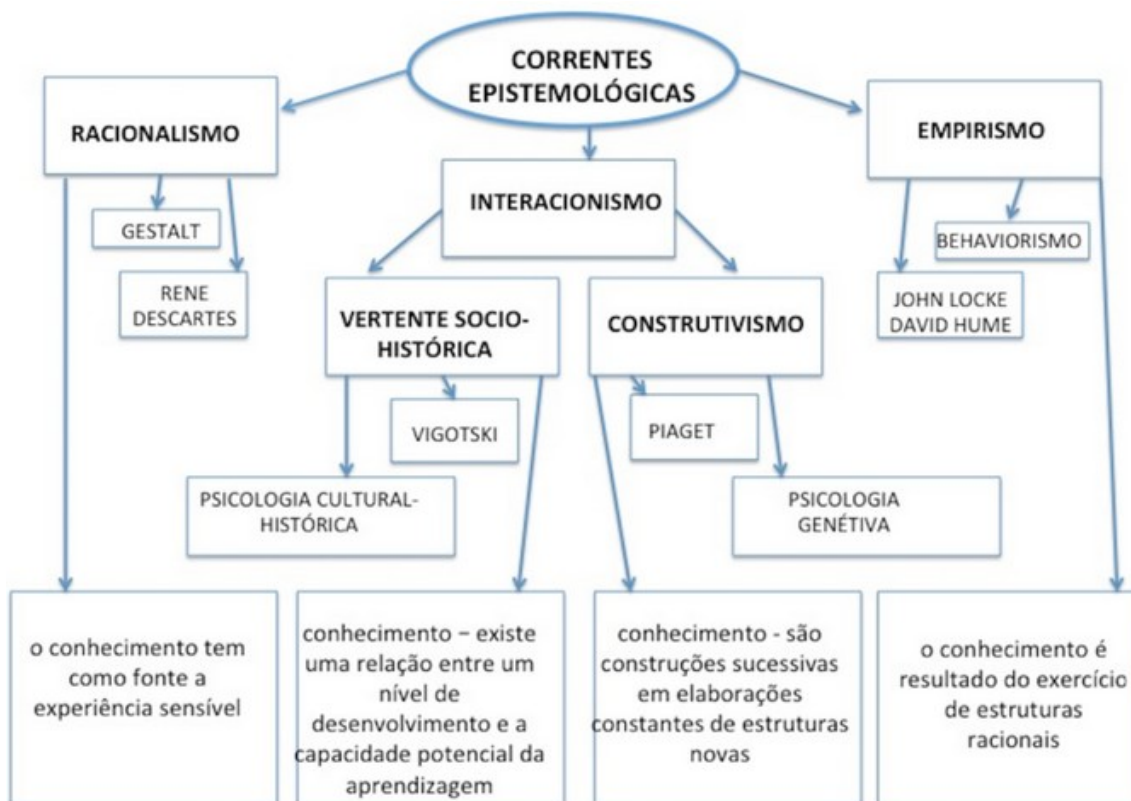 CORRENTES
EPISTEMOLÓGICAS
RACIONALISMO
EMPIRISMO
INTERACIONISMO
GESTALT
BEHAVIORISMO
RENE
DESCARTES
JOHN LOCKE
DAVID HUME
VERTENTE SOCIO-
HISTÓRICA
CONSTRUTIVISMO
VIGOTSKI
PIAGET
PSICOLOGIA CULTURAL-
HISTÓRICA
PSICOLOGIA
GENÉTIVA
o conhecimento tem
como fonte a
experiência sensível
conhecimento – existe
uma relação entre um
nível de
desenvolvimento e a
capacidade potencial da
aprendizagem
conhecimento - são
construções sucessivas
em elaborações
constantes de estruturas
novas
o conhecimento é
resultado do exercício
de estruturas
racionais